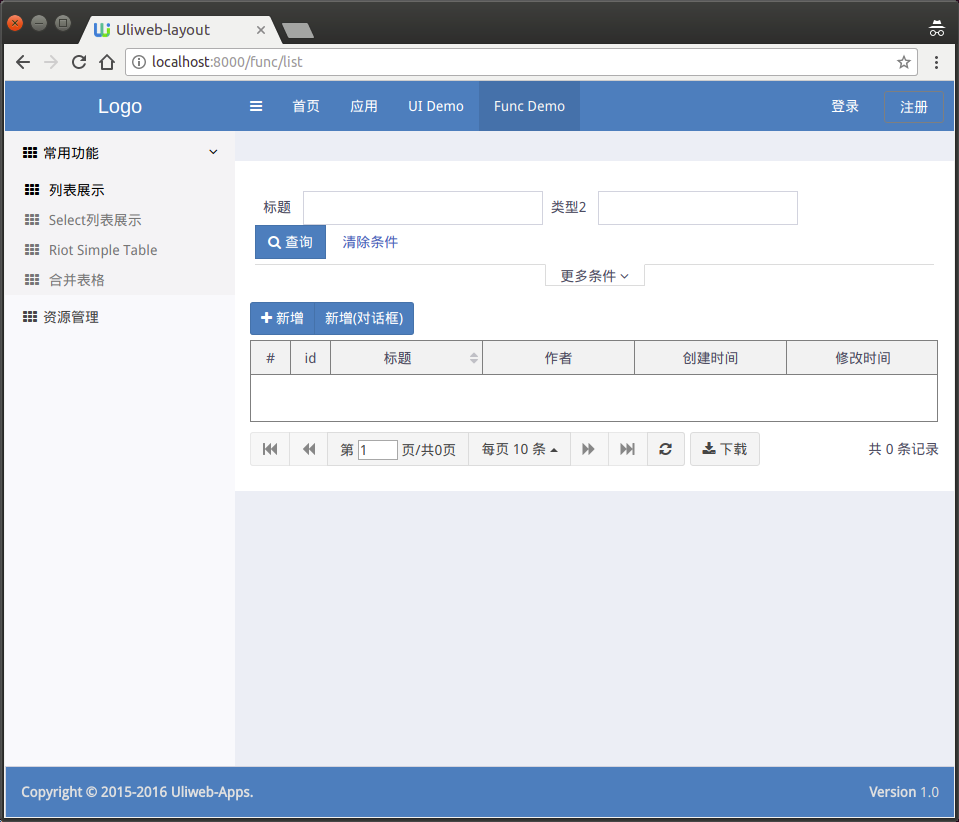 Uliweb-layout
localhost:8000/func/list
Logo 首页 应用 UI Demo Func Demo 登录 注册
常用功能
列表展示
Select列表展示
Riot Simple Table
合并表格
资源管理
标题 类型2
查询 清除条件
更多条件
新增 新增(对话框)
# id 标题 作者 创建时间 修改时间
第 1 页/共0页 每页 10 条 下载 共 0 条记录
Copyright © 2015-2016 Uliweb-Apps. Version 1.0